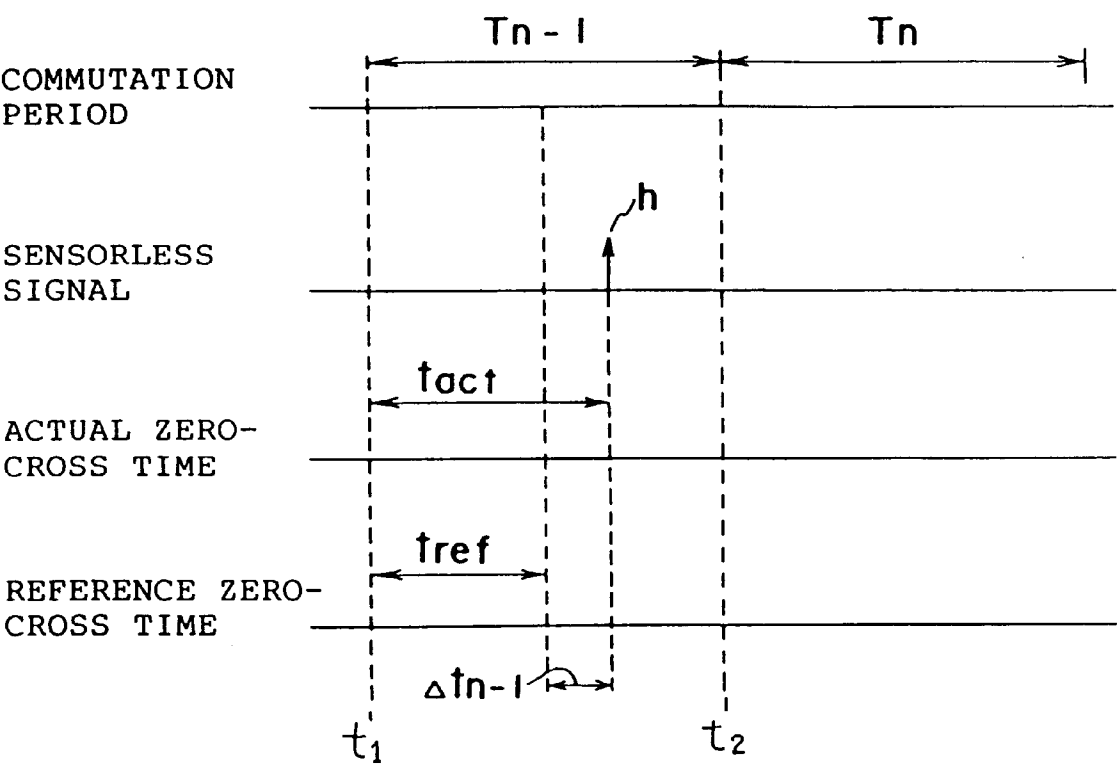 Tn-1
Tn
COMMUTATION
PERIOD
h
SENSORLESS
SIGNAL
tact
ACTUAL ZERO-
CROSS TIME
tref
REFERENCE ZERO-
CROSS TIME
△tn-1
t1
t2